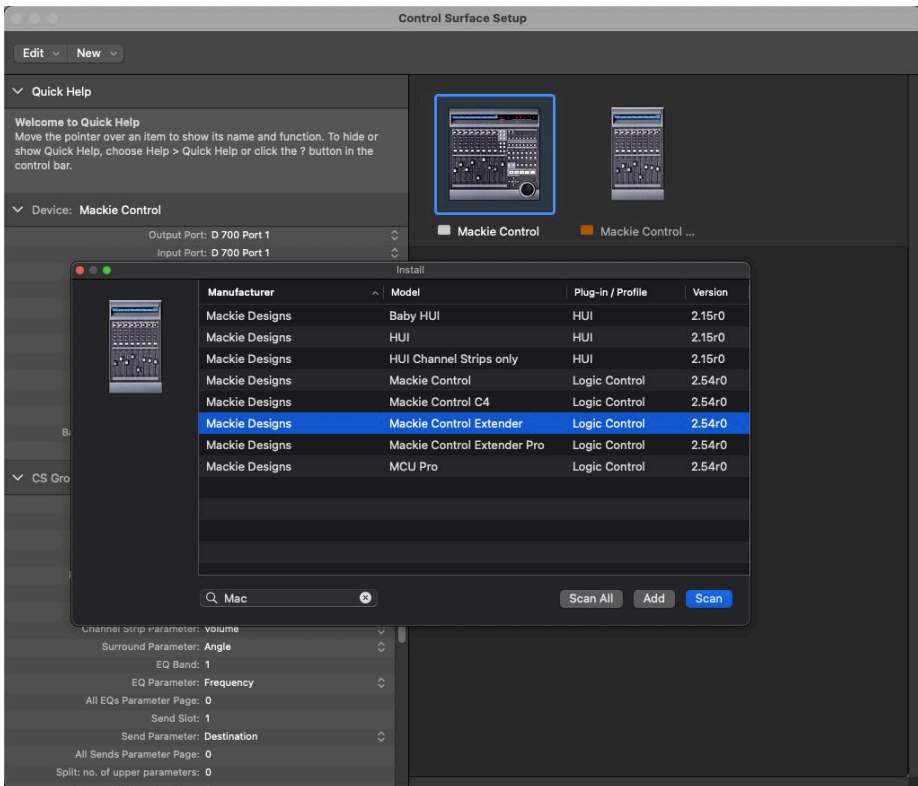 Control Surface Setup
Edit New
Quick Help
Welcome to Quick Help
Move the pointer over an item to show its name and function. To hide or
show Quick Help, choose Help > Quick Help or click the ? button in the
control bar.
Device: Mackie Control
Output Port: D 700 Port 1
Input Port: D 700 Port 1
Mackie Control
Mackie Control ...
Install
Manufacturer Model Plug-in / Profile Version
Mackie Designs Baby HUI HUI 2.15r0
Mackie Designs HUI HUI 2.15r0
Mackie Designs HUI Channel Strips only HUI 2.15r0
Mackie Designs Mackie Control Logic Control 2.54r0
Mackie Designs Mackie Control C4 Logic Control 2.54r0
Mackie Designs Mackie Control Extender Logic Control 2.54r0
Mackie Designs Mackie Control Extender Pro Logic Control 2.54r0
Mackie Designs MCU Pro Logic Control 2.54r0
Mac
Scan All Add Scan
Ba
CS Gro
Channel Strip Parameter: Volume
Surround Parameter: Angle
EQ Band: 1
EQ Parameter: Frequency
All EQs Parameter Page: 0
Send Slot: 1
Send Parameter: Destination
All Sends Parameter Page: 0
Split: no. of upper parameters: 0